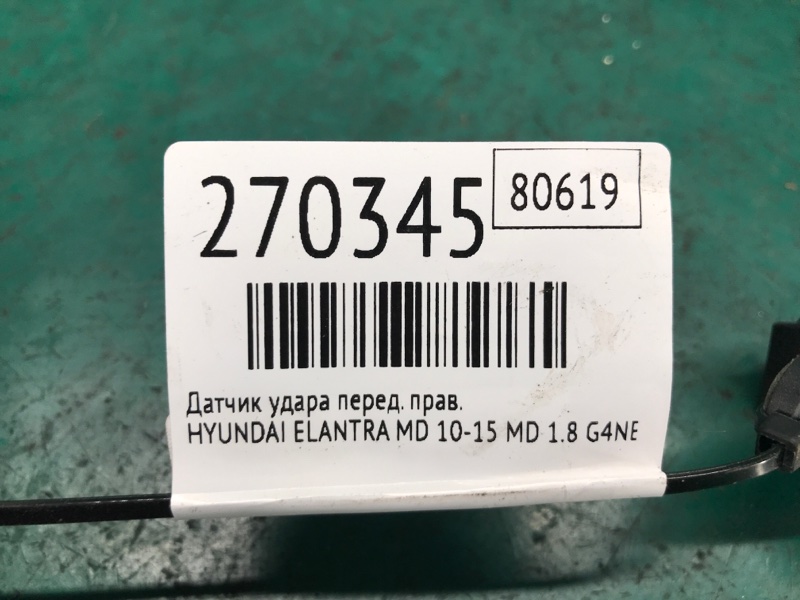 270345
80619
Датчик удара перед. прав.
HYUNDAI ELANTRA MD 10-15 MD 1.8 G4NE